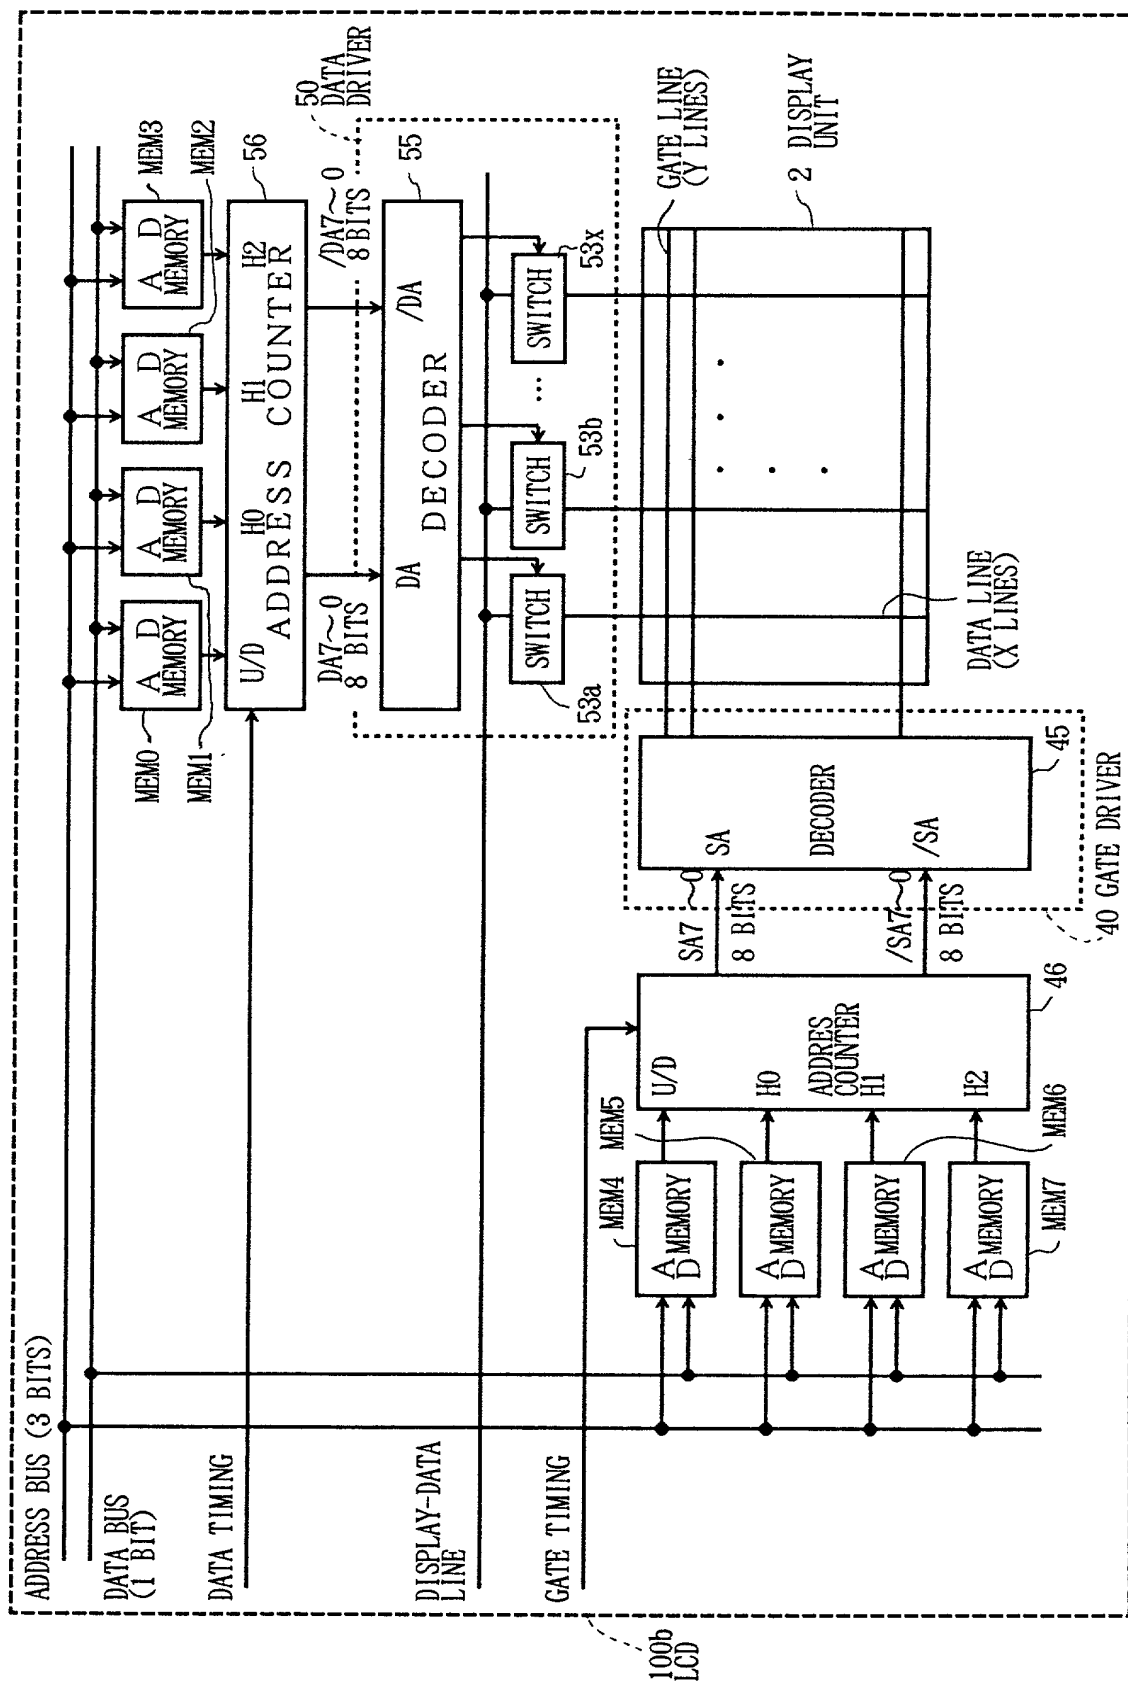 100b
LCD
ADDRESS BUS (3 BITS)
DATA BUS
(1 BIT)
DATA TIMING
DISPLAY-DATA
LINE
GATE TIMING
MEM0
MEM1
MEM3
MEM2
A D
MEMORY
A D
MEMORY
A D
MEMORY
A D
MEMORY
U/D
H0
H1
H2
ADDRESS COUNTER
56
DA7~0
8 BITS
/DA7~0
8 BITS
50
DATA
DRIVER
DA
/DA
DECODER
55
SWITCH
SWITCH
...
SWITCH
53a
53b
53x
MEM4
MEM5
MEM6
MEM7
A
D
MEMORY
A
D
MEMORY
A
D
MEMORY
A
D
MEMORY
U/D
H0
ADDRES
COUNTER
H1
H2
46
SA7~0
8 BITS
/SA7~0
8 BITS
SA
DECODER
/SA
45
40 GATE DRIVER
GATE LINE
(Y LINES)
2 DISPLAY
UNIT
DATA LINE
(X LINES)